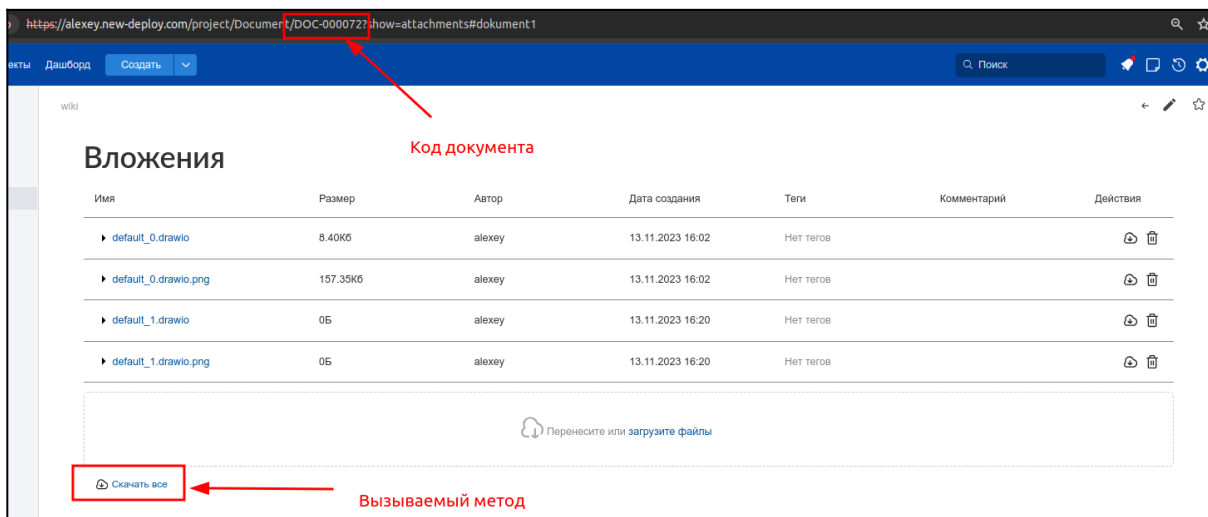 https://alexey.new-deploy.com/project/Document/DOC-000072?show=attachments#dokument1
екты Дашборд Создать Поиск
wiki
Код документа
Вложения
Имя Размер Автор Дата создания Теги Комментарий Действия
default_0.drawio 8.40Кб alexey 13.11.2023 16:02 Нет тегов
default_0.drawio.png 157.35Кб alexey 13.11.2023 16:02 Нет тегов
default_1.drawio 0Б alexey 13.11.2023 16:20 Нет тегов
default_1.drawio.png 0Б alexey 13.11.2023 16:20 Нет тегов
Перенесите или загрузите файлы
Скачать все
Вызываемый метод